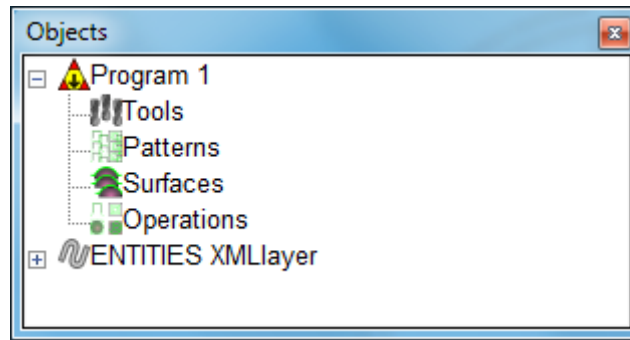 Objects
Program 1
Tools
Patterns
Surfaces
Operations
ENTITIES XMLlayer